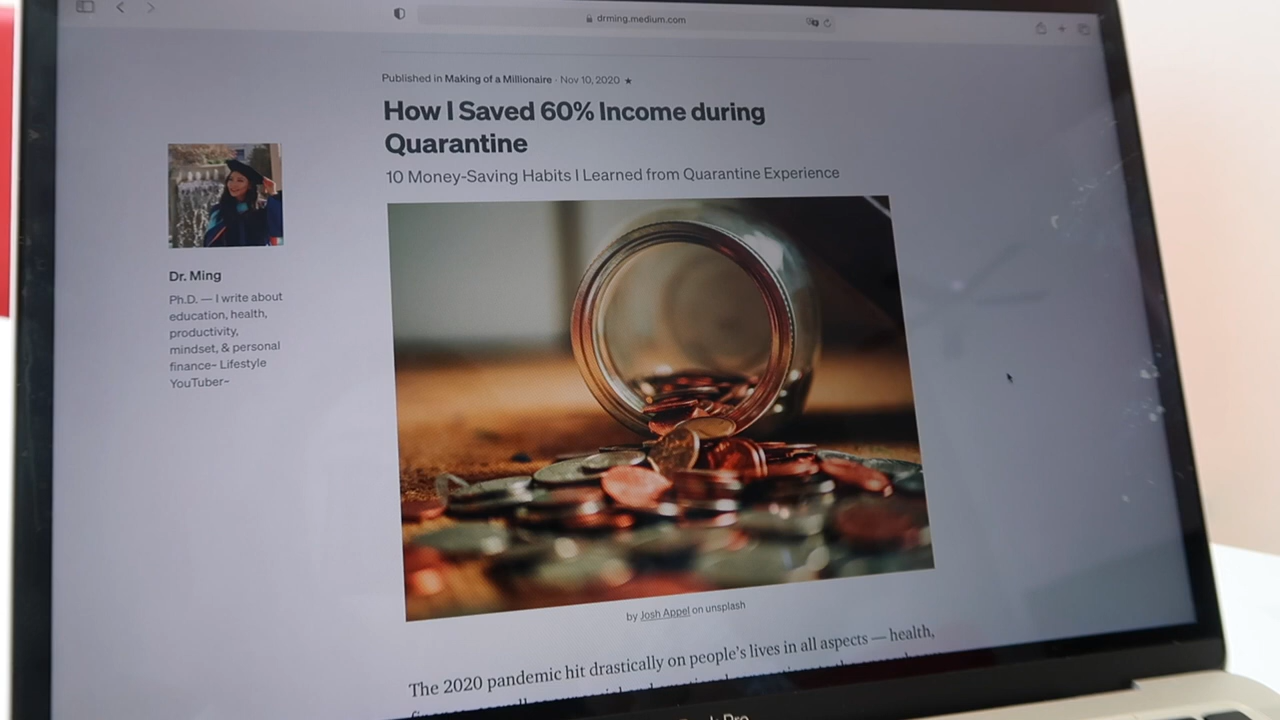 drming.medium.com
Published in Making of a Millionaire · Nov 10, 2020 ★
How I Saved 60% Income during
Quarantine
10 Money-Saving Habits I Learned from Quarantine Experience
Dr. Ming
Ph.D. — I write about
education, health,
productivity,
mindset, & personal
finance– Lifestyle
YouTuber–
by Josh Appel on unsplash
The 2020 pandemic hit drastically on people's lives in all aspects — health,
Pro